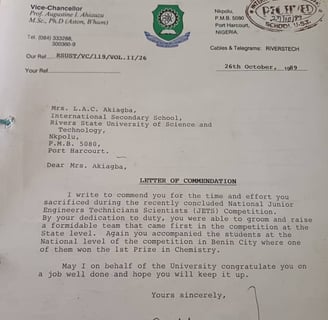 Vice-Chancellor
Prof. Augustine I. Ahiauzu
M.Sc., Ph.D (Aston, B'ham)
Tel. (084) 333288,
300360-9
Our Ref RSUST/VC/119/VOL.11/26
Your Ref
Nkpolu,
P.M.B. 5080
Port Harcourt,
NIGERIA.
Cables & Telegrams: RIVERSTECH
RECEIVED
26th October, 1989
Mrs. L.A.C. Akiagba,
International Secondary School,
Rivers State University of Science and
Technology,
Nkpolu,
P.M.B. 5080,
Port Harcourt.
Dear Mrs. Akiagba,
LETTER OF COMMENDATION
I write to commend you for the time and effort you
sacrificed during the recently concluded National Junior
Engineers Technicians Scientists (JETS) Competition.
By your dedication to duty, you were able to groom and raise
a formidable team that came first in the competition at the
State level. Again you accompanied the students at the
National level of the competition in Benin City where one
of them won the 1st Prize in Chemistry.
May I on behalf of the University congratulate you on
a job well done and hope you will keep it up.
Yours sincerely,